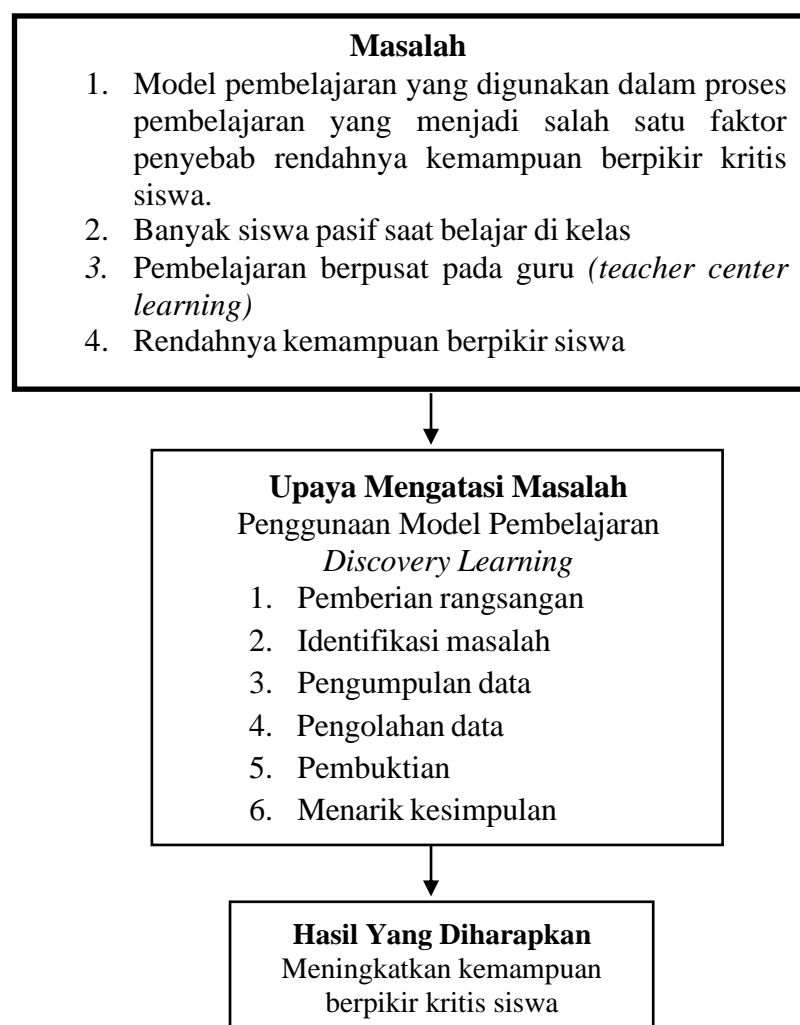 Masalah
1. Model pembelajaran yang digunakan dalam proses
pembelajaran yang menjadi salah satu faktor
penyebab rendahnya kemampuan berpikir kritis
siswa.
2. Banyak siswa pasif saat belajar di kelas
3. Pembelajaran berpusat pada guru (teacher center
learning)
4. Rendahnya kemampuan berpikir siswa
Upaya Mengatasi Masalah
Penggunaan Model Pembelajaran
Discovery Learning
1. Pemberian rangsangan
2. Identifikasi masalah
3. Pengumpulan data
4. Pengolahan data
5. Pembuktian
6. Menarik kesimpulan
Hasil Yang Diharapkan
Meningkatkan kemampuan
berpikir kritis siswa